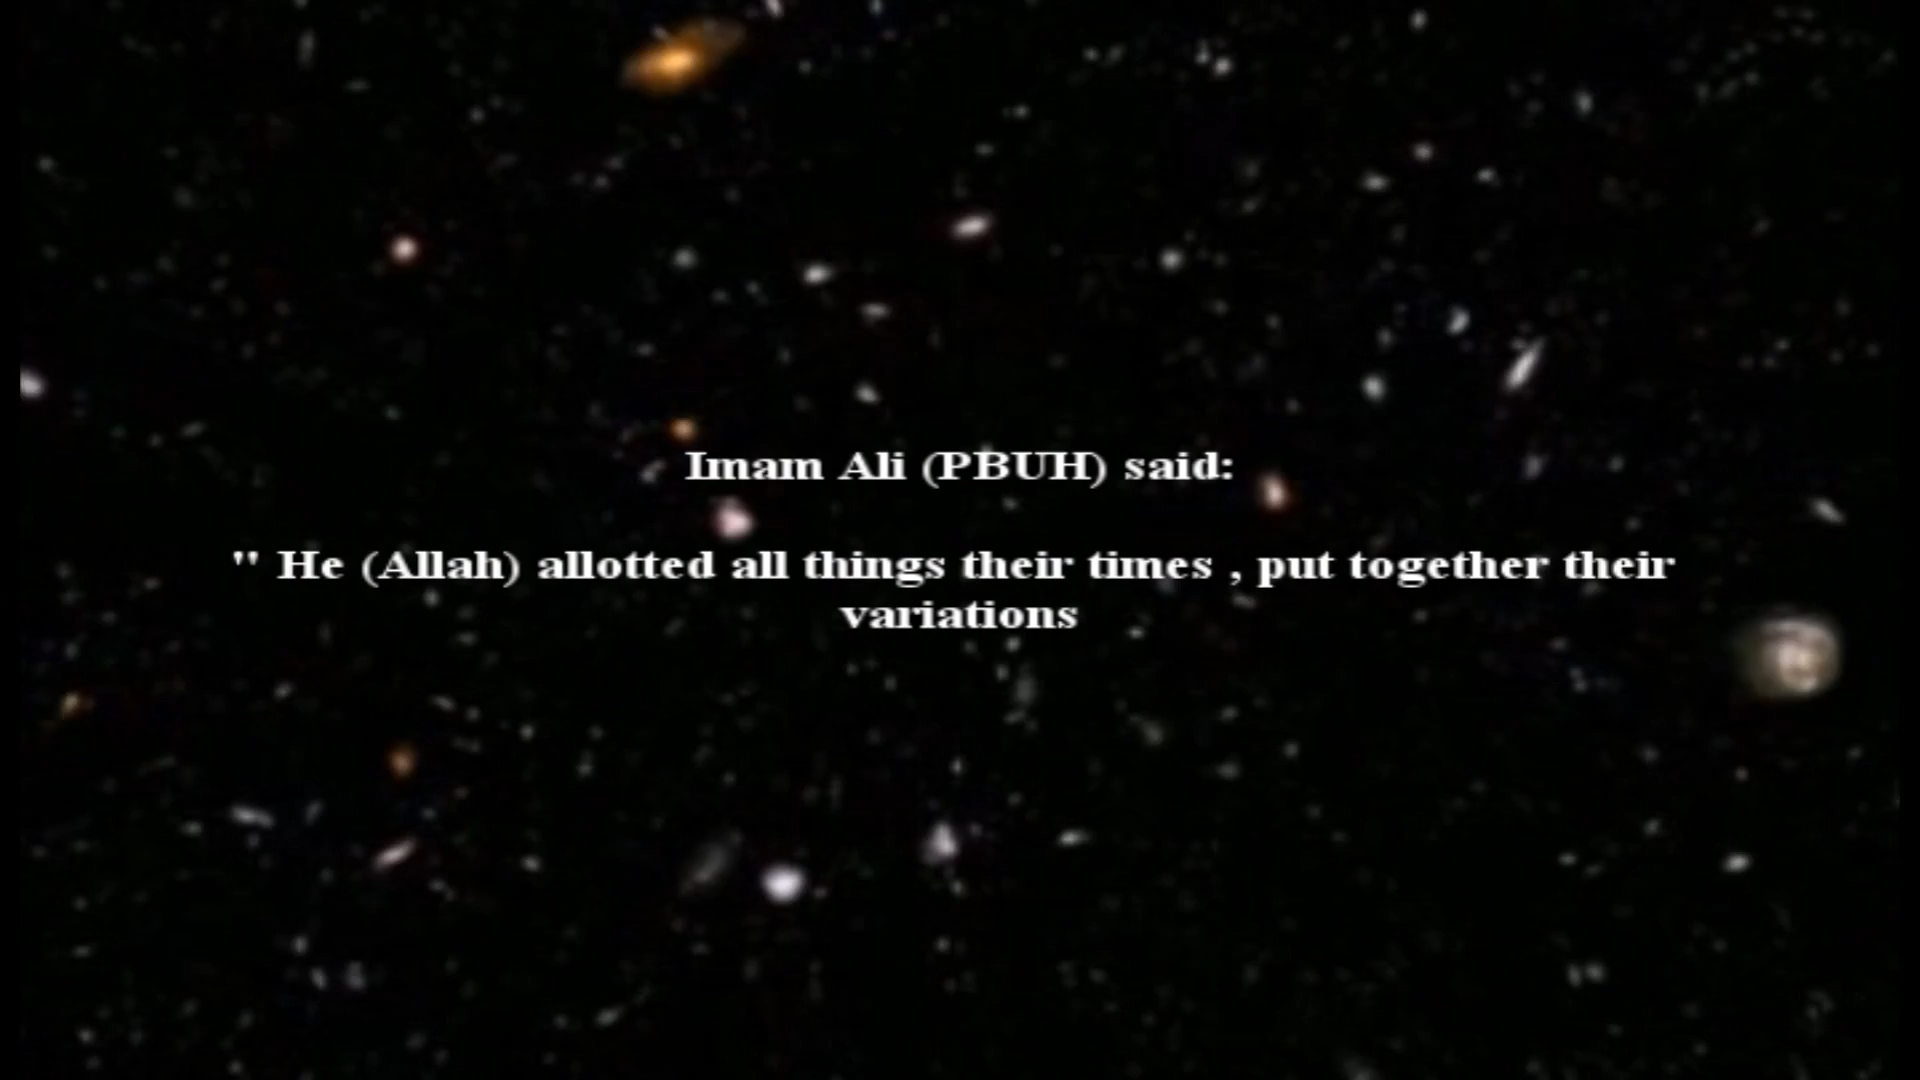 Imam Ali (PBUH) said:
" He (Allah) allotted all things their times , put together their
variations